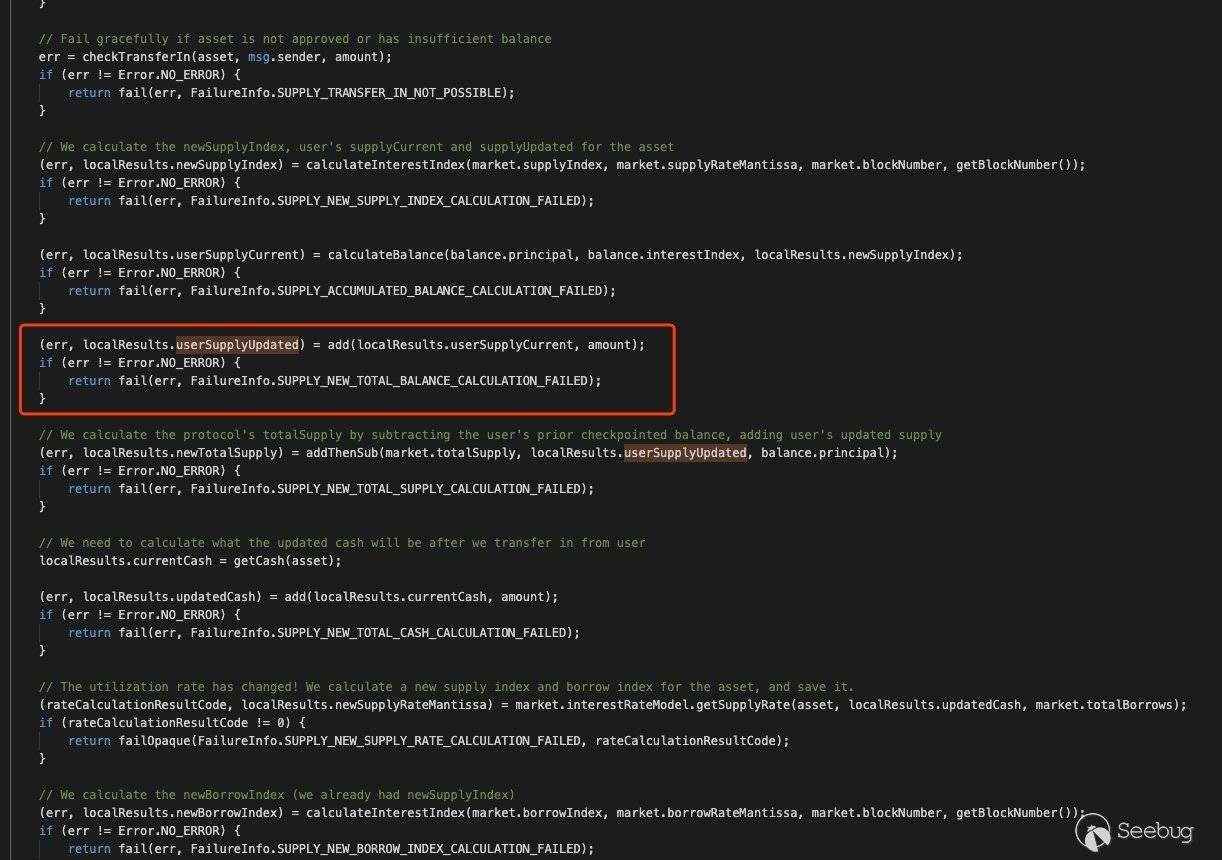 }
// Fail gracefully if asset is not approved or has insufficient balance
err = checkTransferIn(asset, msg.sender, amount);
if (err != Error.NO_ERROR) {
return fail(err, FailureInfo.SUPPLY_TRANSFER_IN_NOT_POSSIBLE);
}
// We calculate the newSupplyIndex, user's supplyCurrent and supplyUpdated for the asset
(err, localResults.newSupplyIndex) = calculateInterestIndex(market.supplyIndex, market.supplyRateMantissa, market.blockNumber, getBlockNumber());
if (err != Error.NO_ERROR) {
return fail(err, FailureInfo.SUPPLY_NEW_SUPPLY_INDEX_CALCULATION_FAILED);
}
(err, localResults.userSupplyCurrent) = calculateBalance(balance.principal, balance.interestIndex, localResults.newSupplyIndex);
if (err != Error.NO_ERROR) {
return fail(err, FailureInfo.SUPPLY_ACCUMULATED_BALANCE_CALCULATION_FAILED);
}
(err, localResults.userSupplyUpdated) = add(localResults.userSupplyCurrent, amount);
if (err != Error.NO_ERROR) {
return fail(err, FailureInfo.SUPPLY_NEW_TOTAL_BALANCE_CALCULATION_FAILED);
}
// We calculate the protocol's totalSupply by subtracting the user's prior checkpointed balance, adding user's updated supply
(err, localResults.newTotalSupply) = addThenSub(market.totalSupply, localResults.userSupplyUpdated, balance.principal);
if (err != Error.NO_ERROR) {
return fail(err, FailureInfo.SUPPLY_NEW_TOTAL_SUPPLY_CALCULATION_FAILED);
}
// We need to calculate what the updated cash will be after we transfer in from user
localResults.currentCash = getCash(asset);
(err, localResults.updatedCash) = add(localResults.currentCash, amount);
if (err != Error.NO_ERROR) {
return fail(err, FailureInfo.SUPPLY_NEW_TOTAL_CASH_CALCULATION_FAILED);
}
// The utilization rate has changed! We calculate a new supply index and borrow index for the asset, and save it.
(rateCalculationResultCode, localResults.newSupplyRateMantissa) = market.interestRateModel.getSupplyRate(asset, localResults.updatedCash, market.totalBorrows);
if (rateCalculationResultCode != 0) {
return failOpaque(FailureInfo.SUPPLY_NEW_SUPPLY_RATE_CALCULATION_FAILED, rateCalculationResultCode);
}
// We calculate the newBorrowIndex (we already had newSupplyIndex)
(err, localResults.newBorrowIndex) = calculateInterestIndex(market.borrowIndex, market.borrowRateMantissa, market.blockNumber, getBlockNumber());
if (err != Error.NO_ERROR) {
return fail(err, FailureInfo.SUPPLY_NEW_BORROW_INDEX_CALCULATION_FAILED);
Seebug